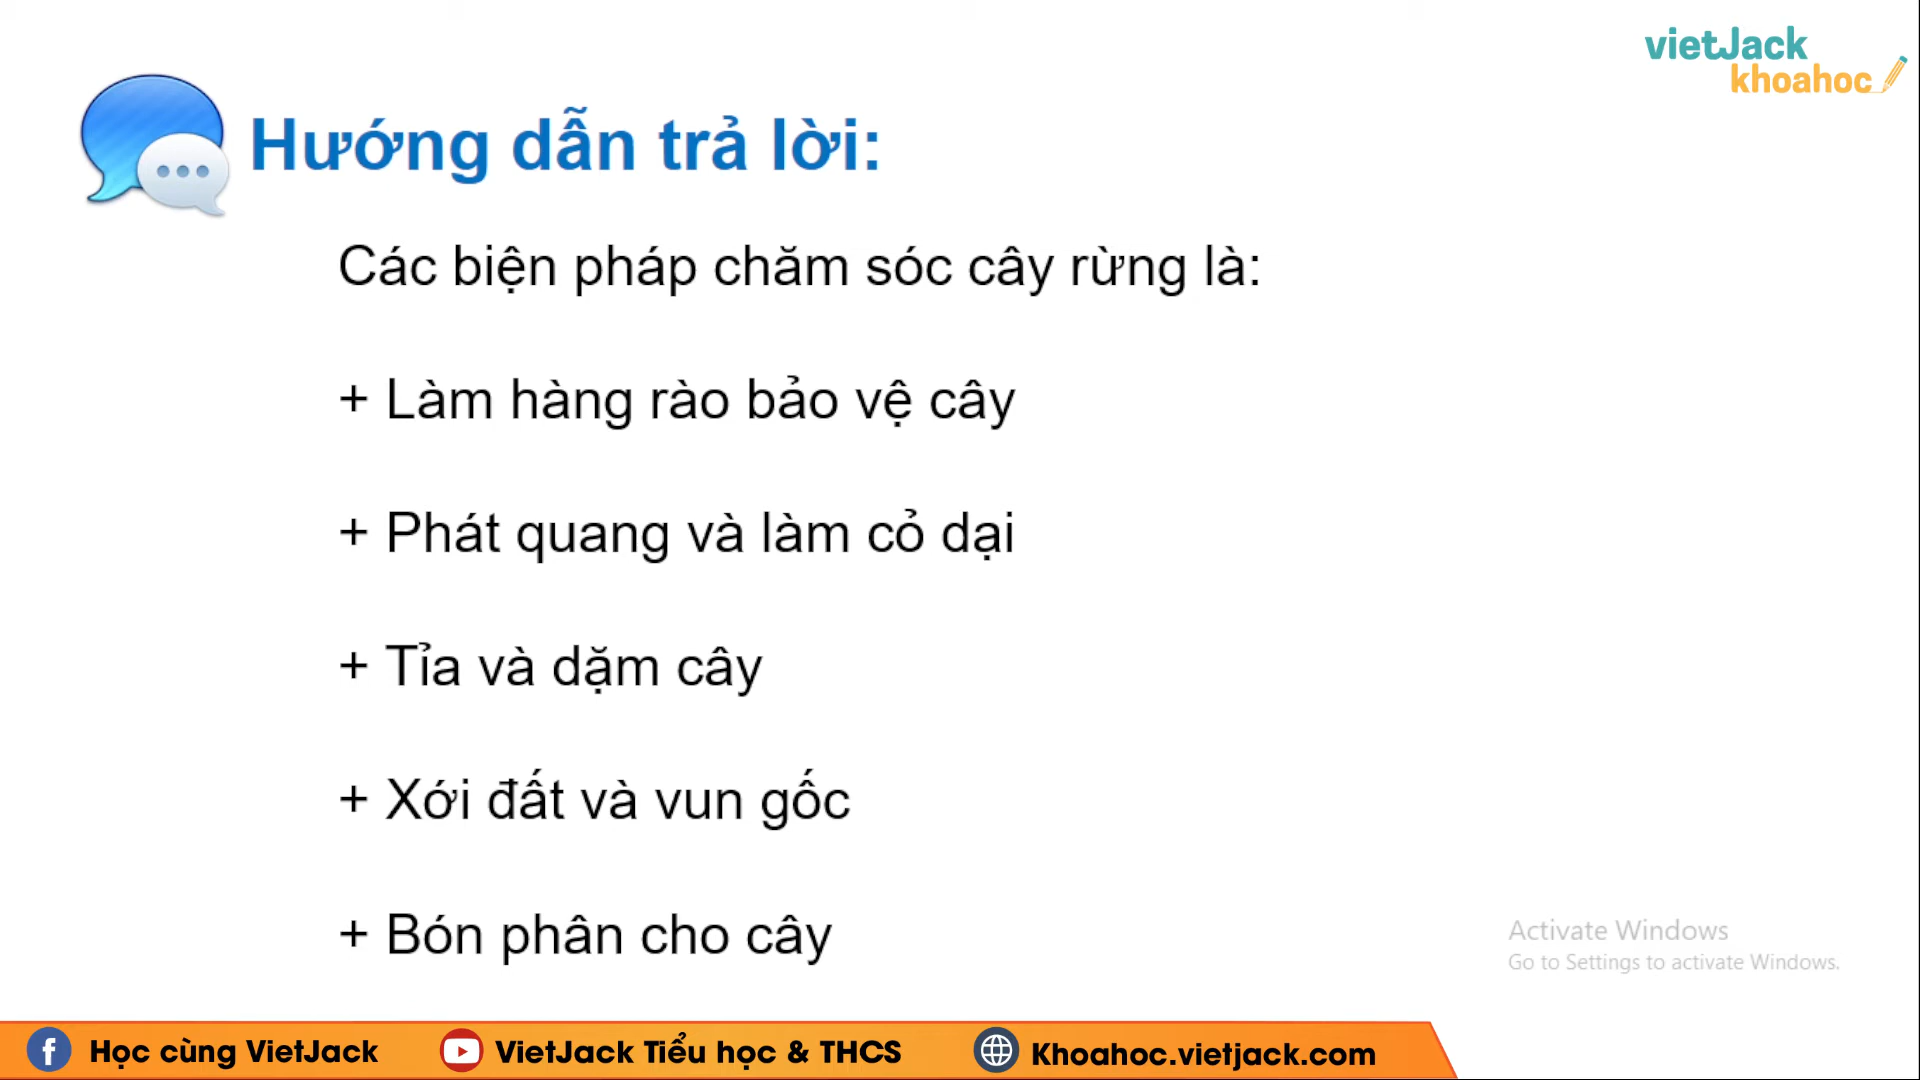 vietJack
khoahoc
Hướng dẫn trả lời:
Các biện pháp chăm sóc cây rừng là:
+ Làm hàng rào bảo vệ cây
+ Phát quang và làm cỏ dại
+ Tỉa và dặm cây
+ Xới đất và vun gốc
+ Bón phân cho cây
Activate Windows
Go to Settings to activate Windows.
Học cùng VietJack
VietJack Tiểu học & THCS
Khoahoc.vietjack.com